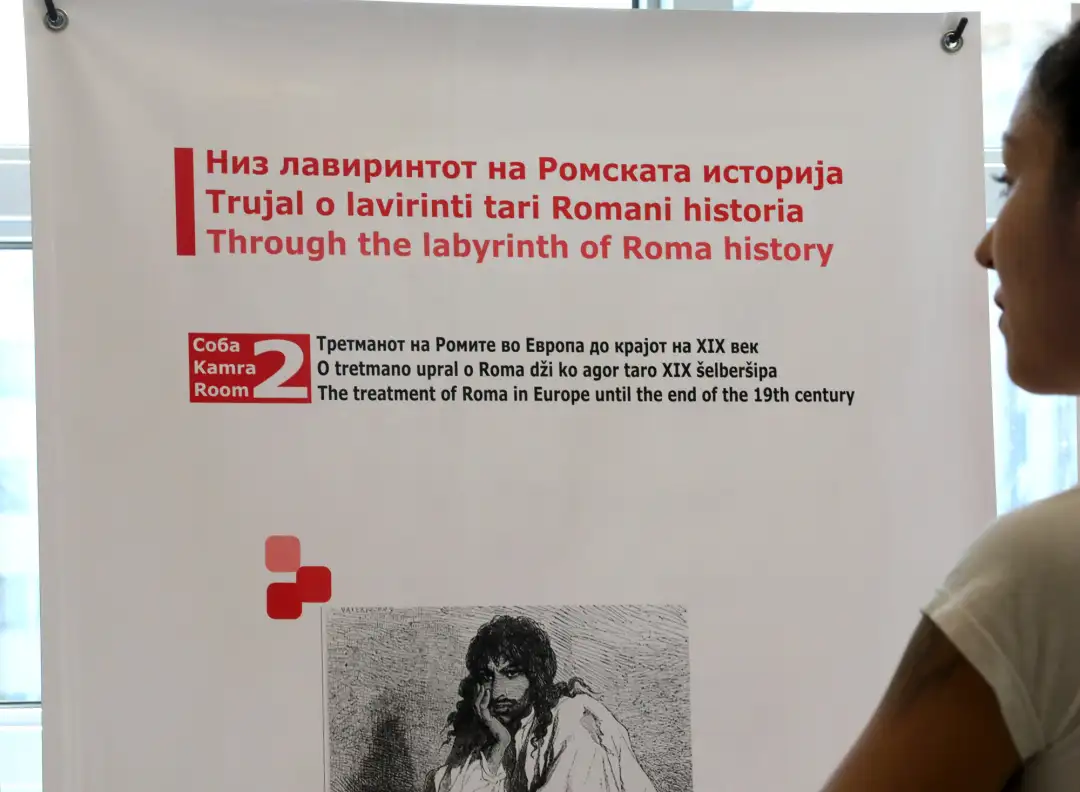 Низ лавиринтот на Ромската историја
Trujal o lavirinti tari Romani historia
Through the labyrinth of Roma history
Соба
Kamra
Room
2
Третманот на Ромите во Европа до крајот на XIX век
O tretmano upral o Roma dži ko agor taro XIX šelberšipa
The treatment of Roma in Europe until the end of the 19th century